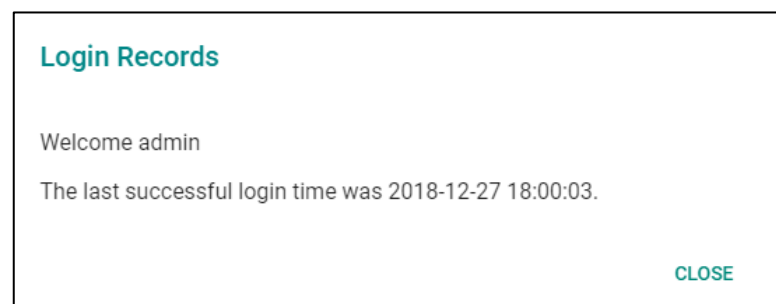 Login Records
Welcome admin
The last successful login time was 2018-12-27 18:00:03.
CLOSE